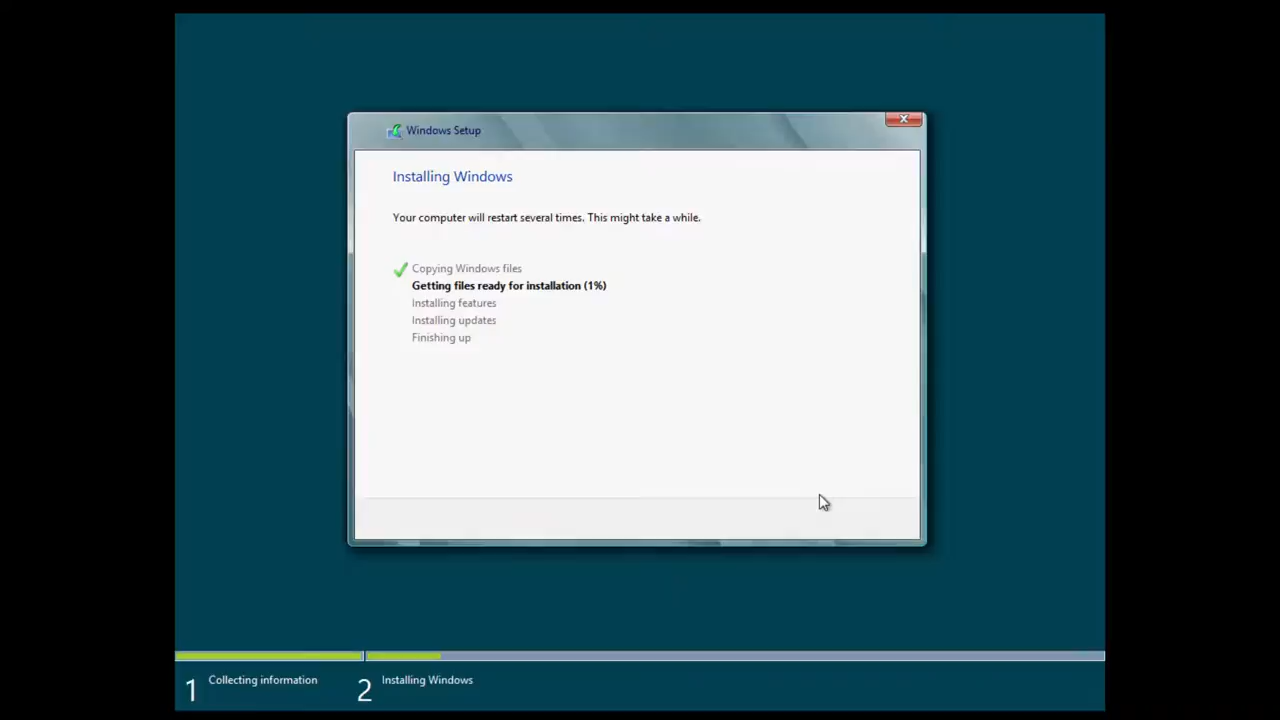 Windows Setup
Installing Windows
Your computer will restart several times. This might take a while.
Copying Windows files
Getting files ready for installation (1%)
Installing features
Installing updates
Finishing up
1 Collecting information
2 Installing Windows